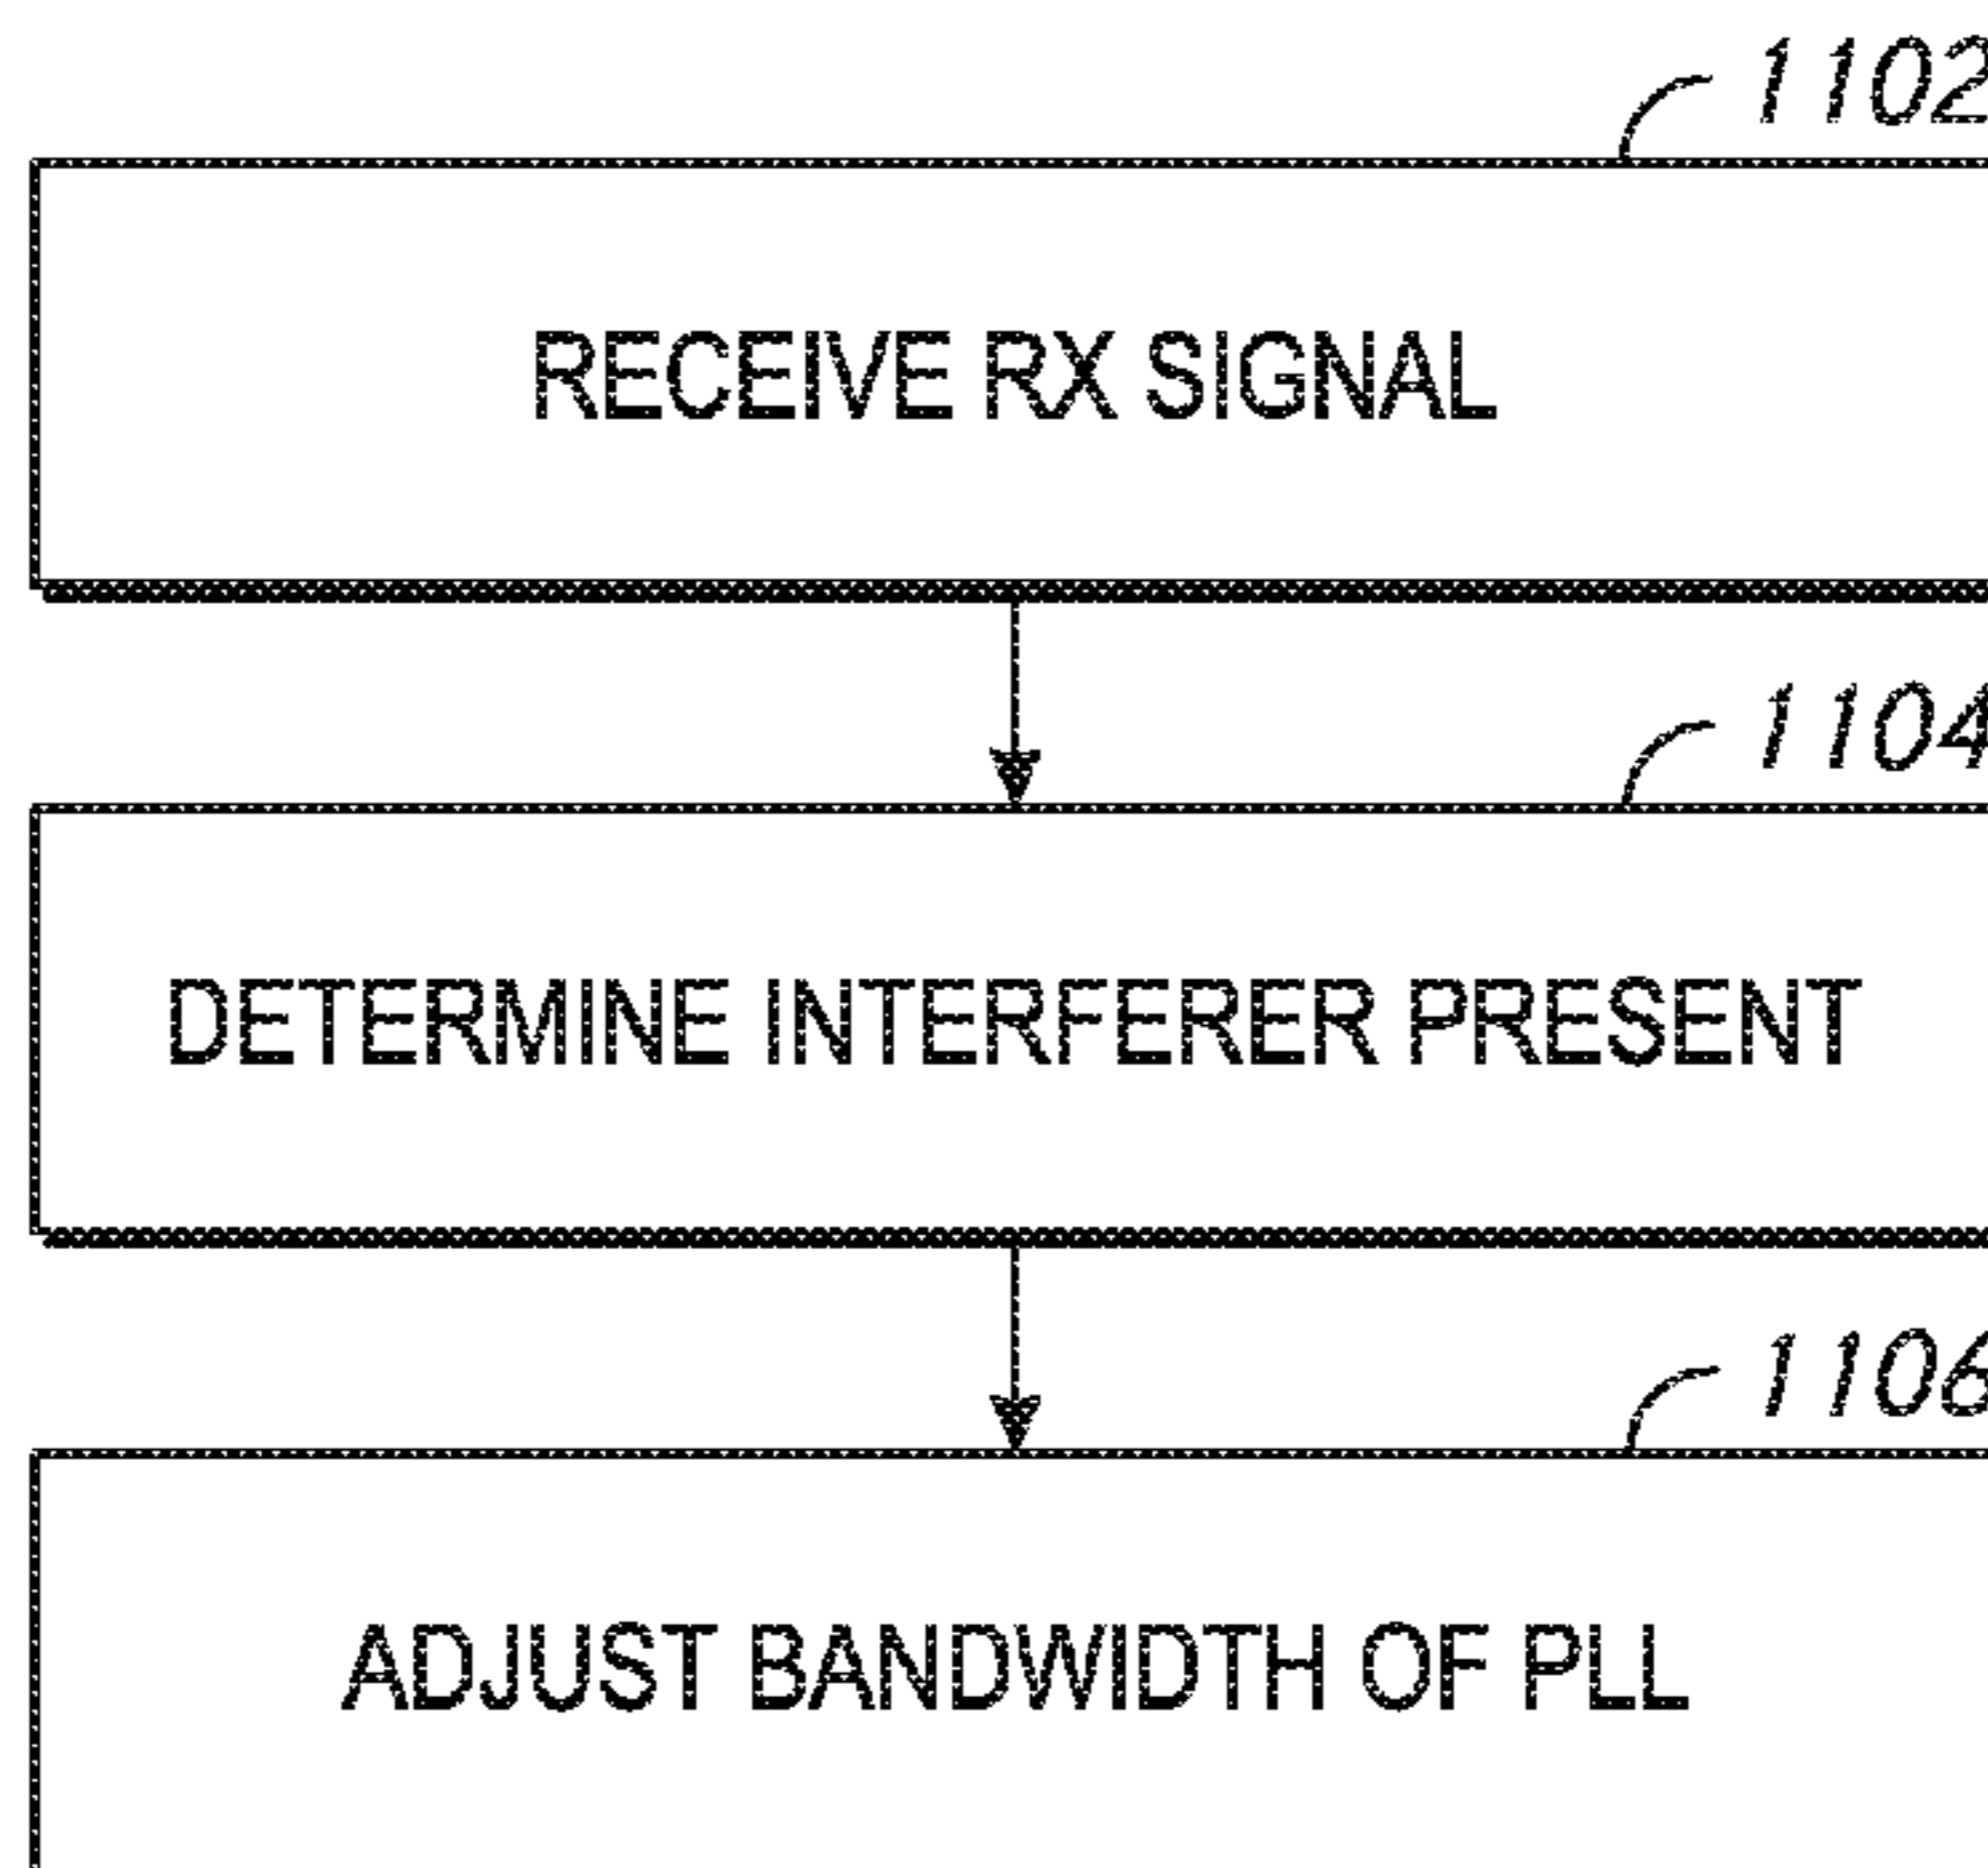 1102
RECEIVE RX SIGNAL
1104
DETERMINE INTERFERER PRESENT
1106
ADJUST BANDWIDTH OF PLL